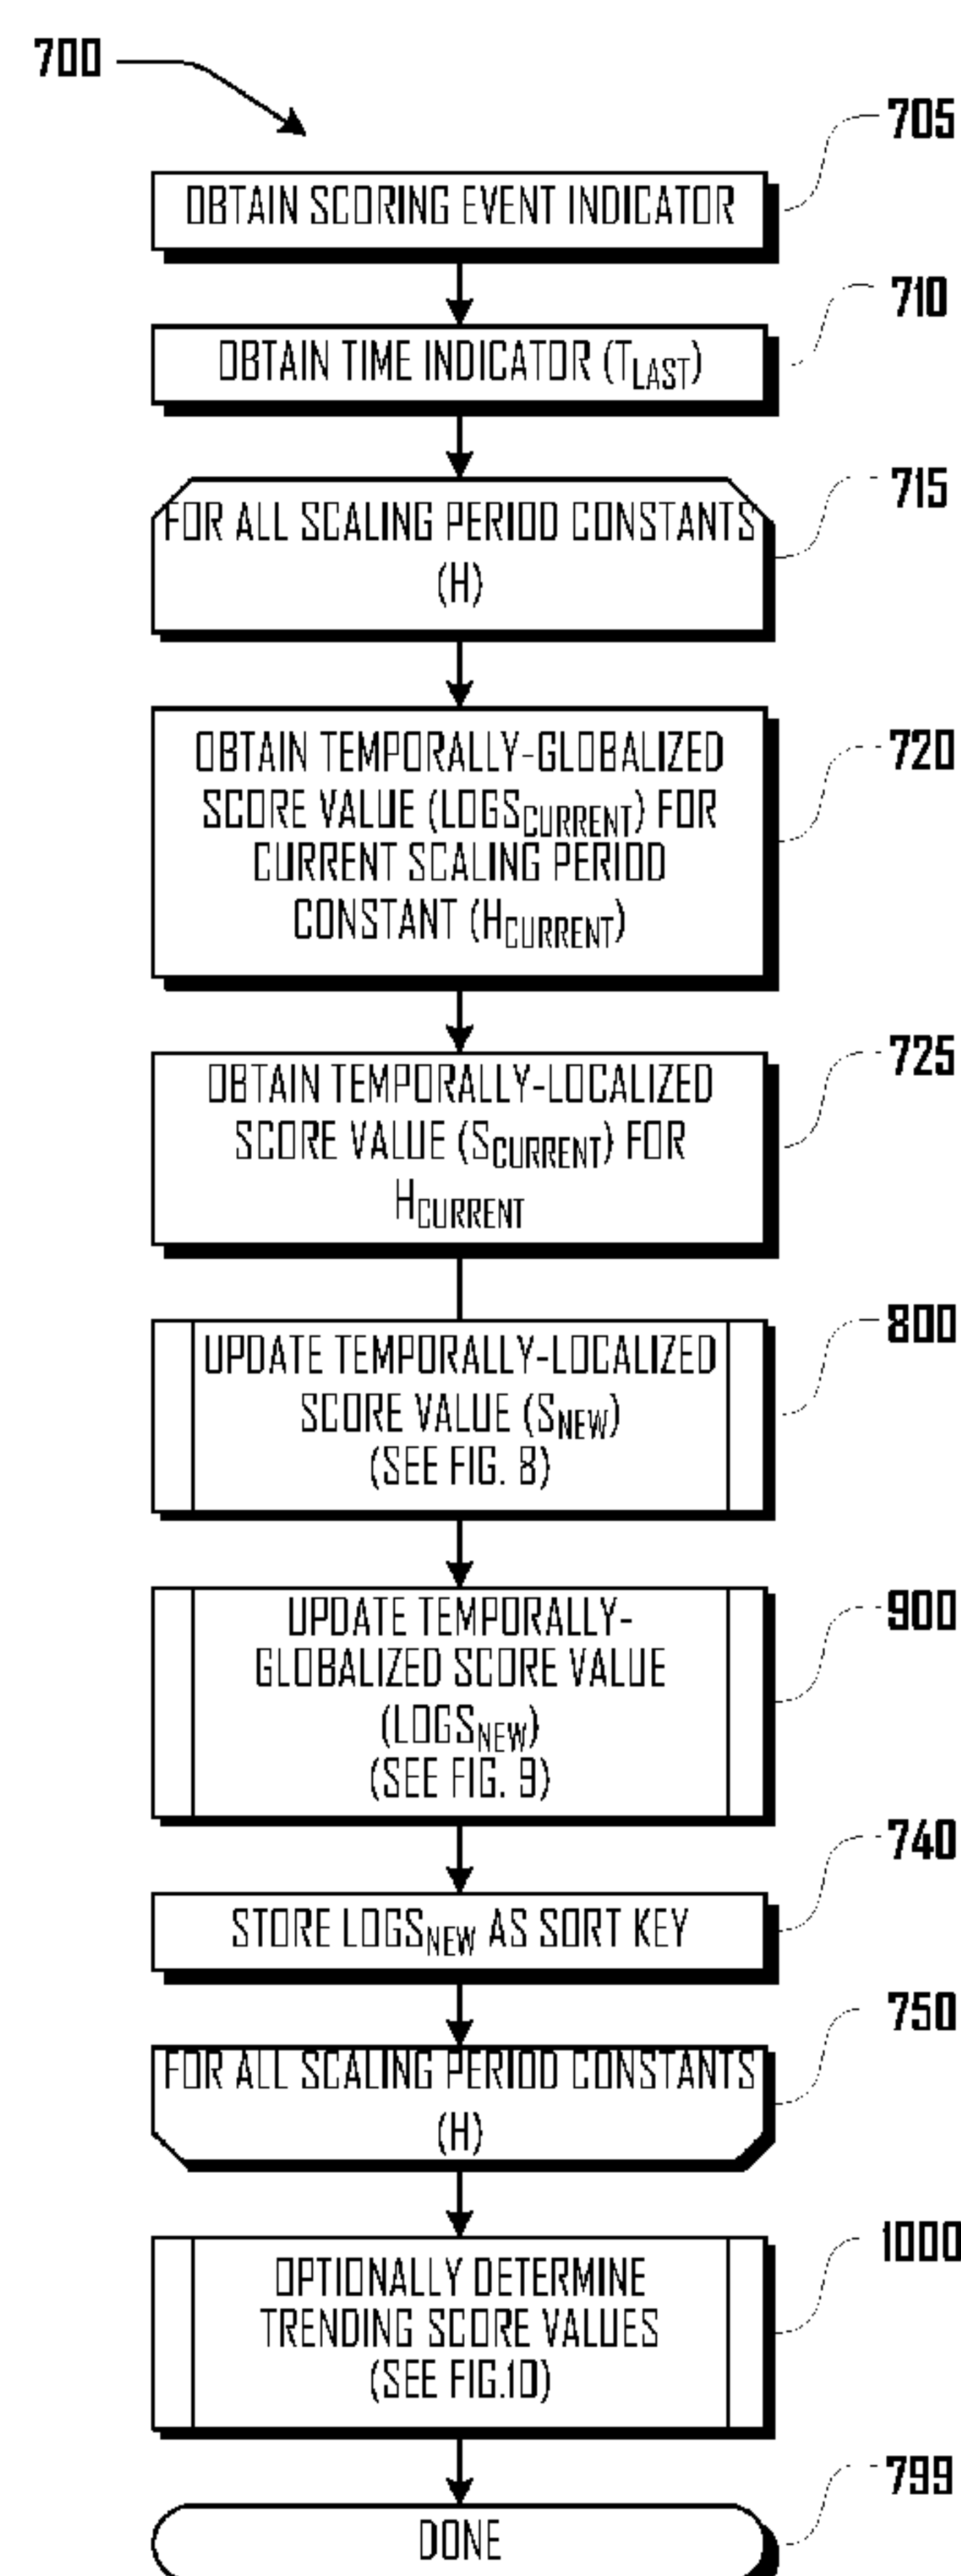 700
705
OBTAIN SCORING EVENT INDICATOR
710
OBTAIN TIME INDICATOR (TLAST)
715
FOR ALL SCALING PERIOD CONSTANTS
(H)
720
OBTAIN TEMPORALLY-GLOBALIZED
SCORE VALUE (LOGSCURRENT) FOR
CURRENT SCALING PERIOD
CONSTANT (HCURRENT)
725
OBTAIN TEMPORALLY-LOCALIZED
SCORE VALUE (SCURRENT) FOR
HCURRENT
800
UPDATE TEMPORALLY-LOCALIZED
SCORE VALUE (SNEW)
(SEE FIG. 8)
900
UPDATE TEMPORALLY-
GLOBALIZED SCORE VALUE
(LOGSNEW)
(SEE FIG. 9)
740
STORE LOGSNEW AS SORT KEY
750
FOR ALL SCALING PERIOD CONSTANTS
(H)
1000
OPTIONALLY DETERMINE
TRENDING SCORE VALUES
(SEE FIG.10)
799
DONE